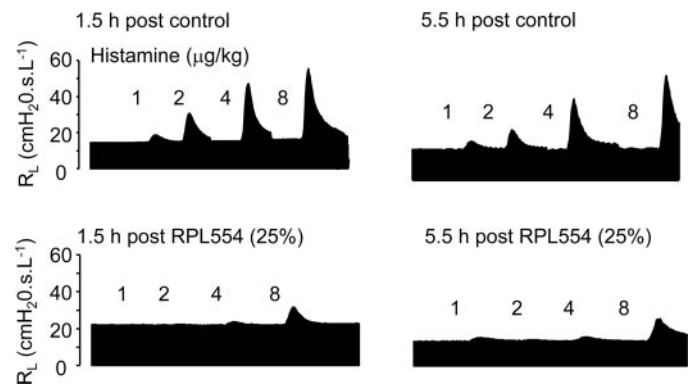 1.5 h post control
5.5 h post control
Histamine (μg/kg)
60
40
20
0
R_L (cmH₂0.s.L⁻¹)
1 2 4 8
1 2 4 8
1.5 h post RPL554 (25%)
5.5 h post RPL554 (25%)
60
40
20
0
R_L (cmH₂0.s.L⁻¹)
1 2 4 8
1 2 4 8